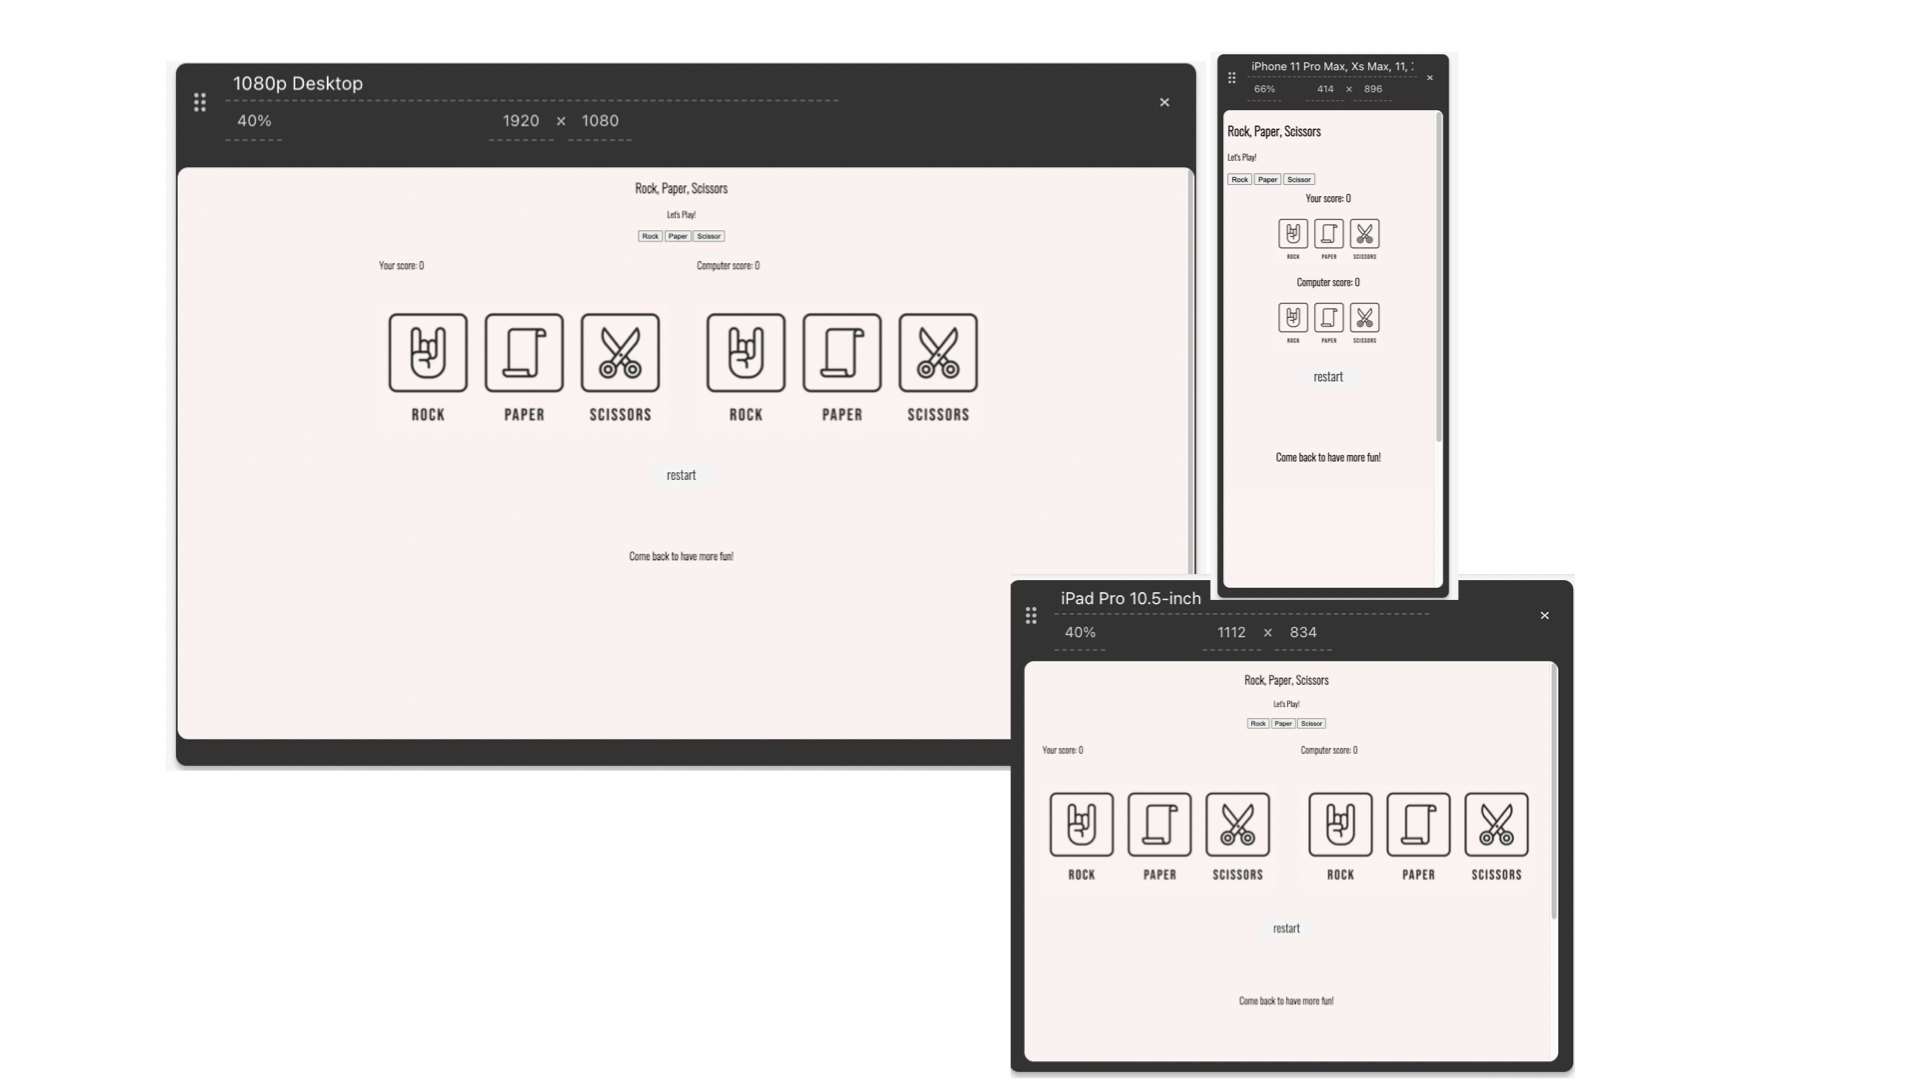 1080p Desktop
40% 1920 × 1080
Rock, Paper, Scissors
Let's Play!
Rock Paper Scissor
Your score: 0 Computer score: 0
ROCK PAPER SCISSORS ROCK PAPER SCISSORS
restart
Come back to have more fun!
iPhone 11 Pro Max, Xs Max, 11,
66% 414 × 896
Rock, Paper, Scissors
Let's Play!
Rock Paper Scissor
Your score: 0
ROCK PAPER SCISSORS
Computer score: 0
ROCK PAPER SCISSORS
restart
Come back to have more fun!
iPad Pro 10.5-inch
40% 1112 × 834
Rock, Paper, Scissors
Let's Play!
Rock Paper Scissor
Your score: 0 Computer score: 0
ROCK PAPER SCISSORS ROCK PAPER SCISSORS
restart
Come back to have more fun!